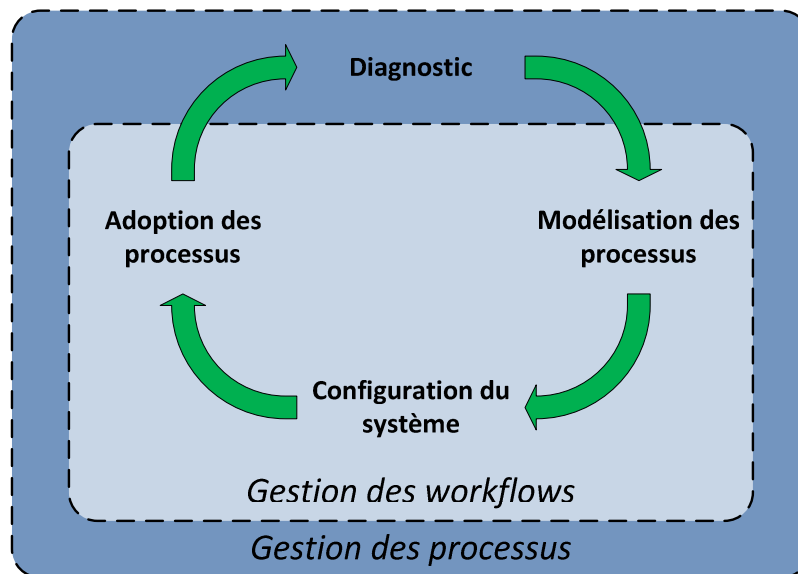 Diagnostic
Adoption des
processus
Modélisation des
processus
Configuration du
système
Gestion des workflows
Gestion des processus